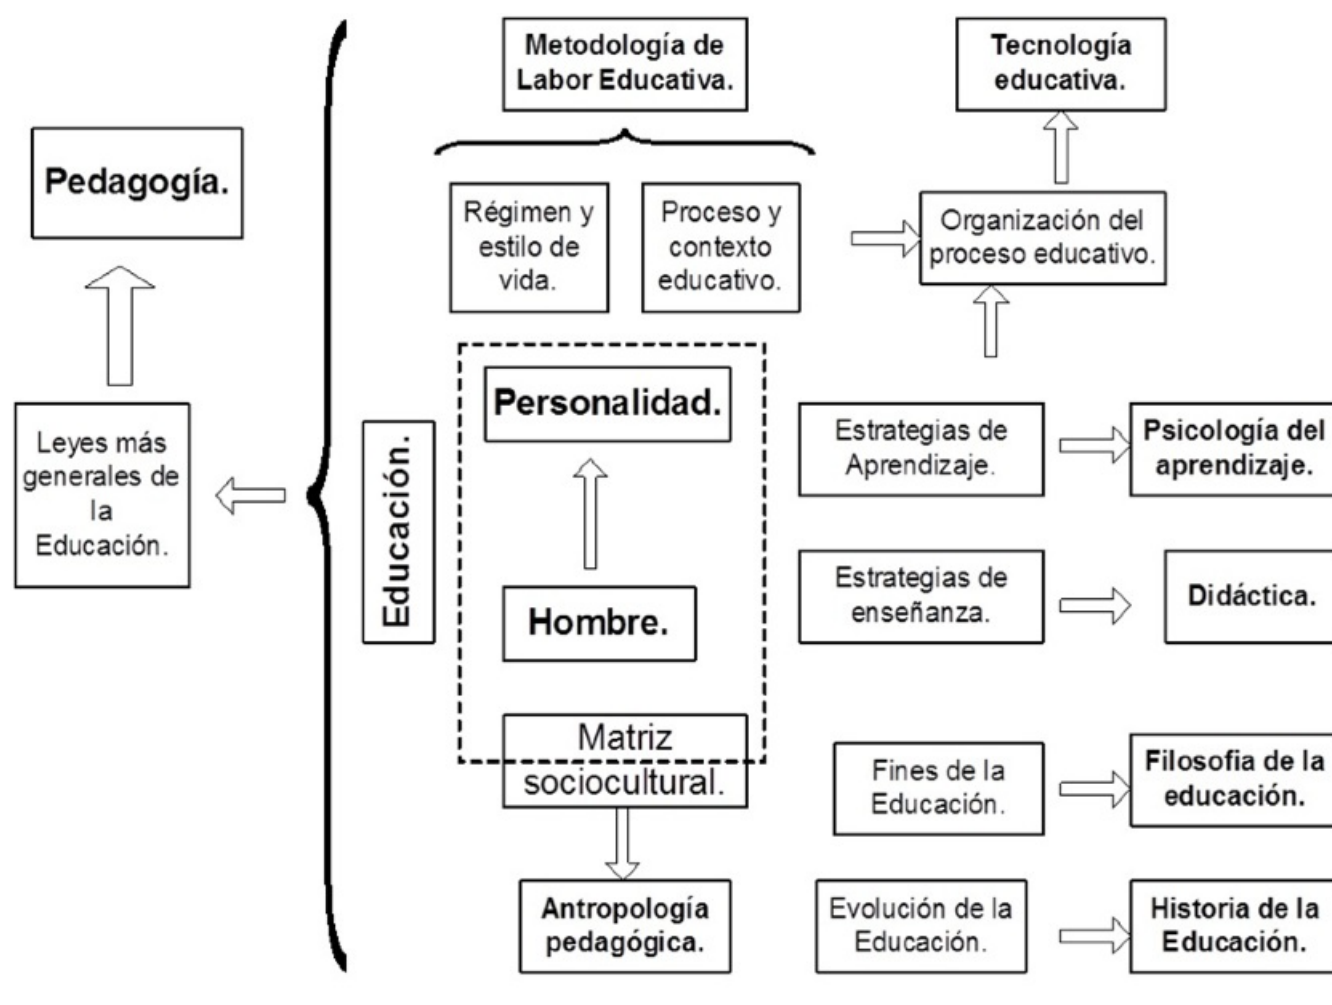 Metodología de
Labor Educativa.
Tecnología
educativa.
Pedagogía.
Régimen y
estilo de
vida.
Proceso y
contexto
educativo.
Organización del
proceso educativo.
Personalidad.
Leyes más
generales de
la
Educación.
Educación.
Estrategias de
Aprendizaje.
Psicología del
aprendizaje.
Hombre.
Estrategias de
enseñanza.
Didáctica.
Matriz
sociocultural.
Fines de la
Educación.
Filosofia de la
educación.
Antropología
pedagógica.
Evolución de la
Educación.
Historia de la
Educación.